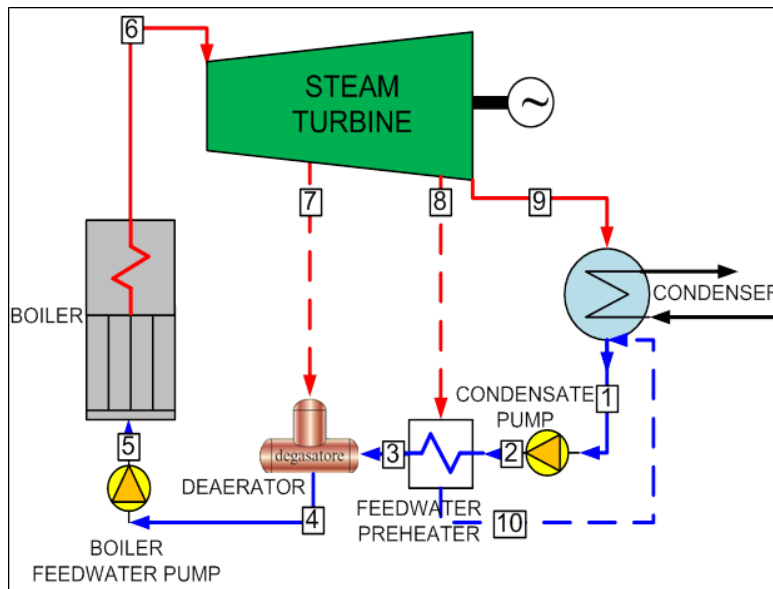 6
STEAM
TURBINE
~
7
8
9
BOILER
CONDENSER
1
CONDENSATE
PUMP
5
degasatore
3
2
DEAERATOR
FEEDWATER
PREHEATER
4
10
BOILER
FEEDWATER PUMP